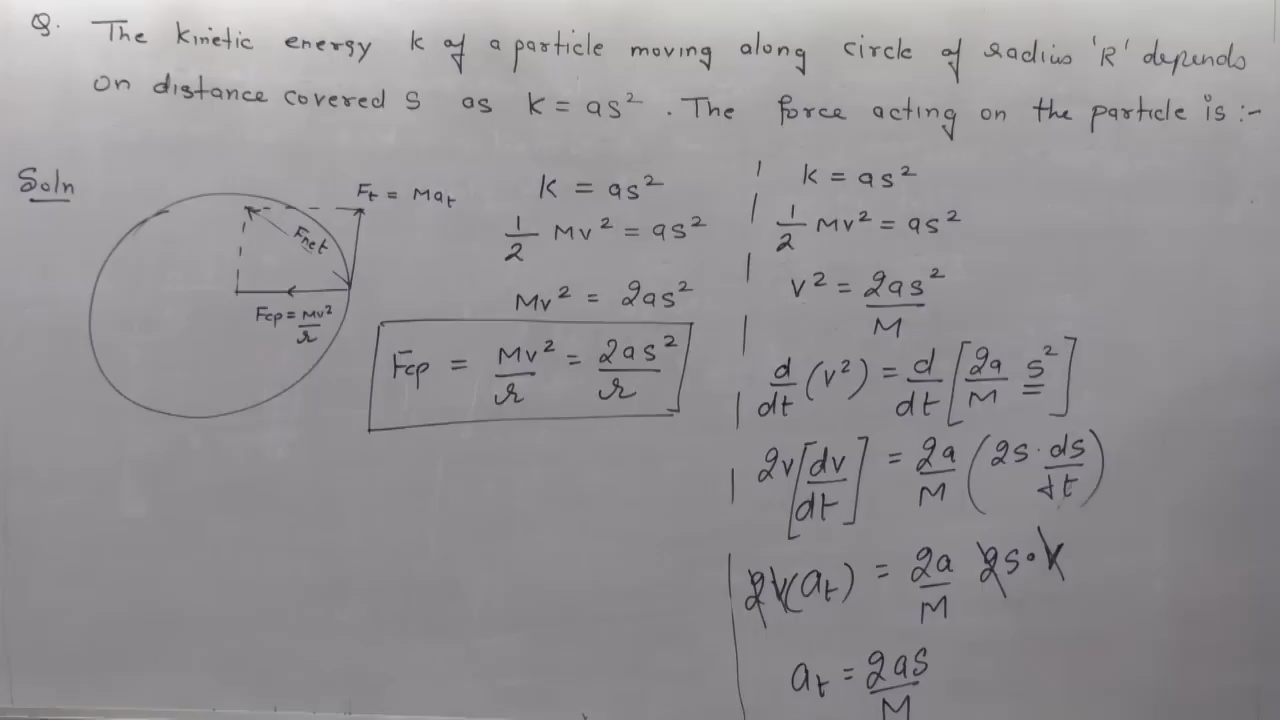 Q. The kinetic energy k of a particle moving along circle of radius 'R' depends
on distance covered S as k = as². The force acting on the particle is :-
Soln
Ft = Mat
Fnet
Fcp = Mv²/r
k = as²
1/2 Mv² = as²
Mv² = 2as²
Fcp = Mv²/r = 2as²/r
k = as²
1/2 Mv² = as²
v² = 2as²/M
d/dt (v²) = d/dt [2a/M s²]
2v[dv/dt] = 2a/M (2s · ds/dt)
2v(at) = 2a/M 2s·v
at = 2as/M